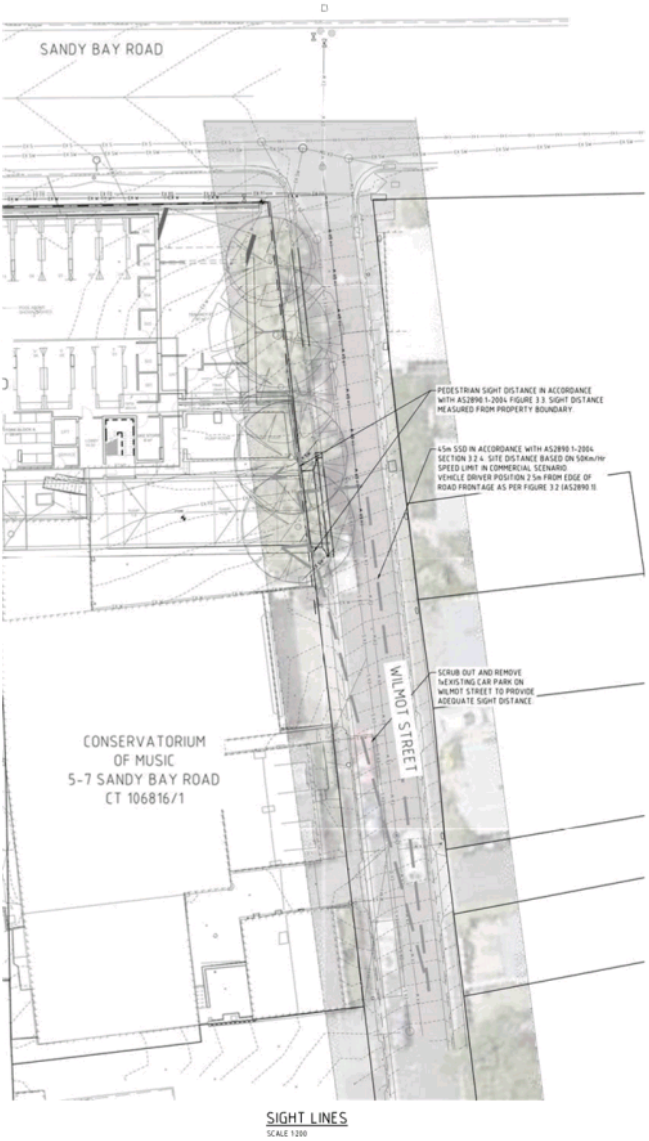 D
SANDY BAY ROAD
PEDESTRIAN SIGHT DISTANCE IN ACCORDANCE
WITH AS2890.1-2004 FIGURE 3.3. SIGHT DISTANCE
MEASURED FROM PROPERTY BOUNDARY
45m SSD IN ACCORDANCE WITH AS2890.1-2004
SECTION 3.2.4. SITE DISTANCE BASED ON 50Km/Hr
SPEED LIMIT IN COMMERCIAL SCENARIO.
VEHICLE DRIVER POSITION 2.5m FROM EDGE OF
ROAD FRONTAGE AS PER FIGURE 3.2 (AS2890.1).
WILMOT STREET
SCRUB OUT AND REMOVE
1xEXISTING CAR PARK ON
WILMOT STREET TO PROVIDE
ADEQUATE SIGHT DISTANCE
CONSERVATORIUM
OF MUSIC
5-7 SANDY BAY ROAD
CT 106816/1
SIGHT LINES
SCALE 1:200